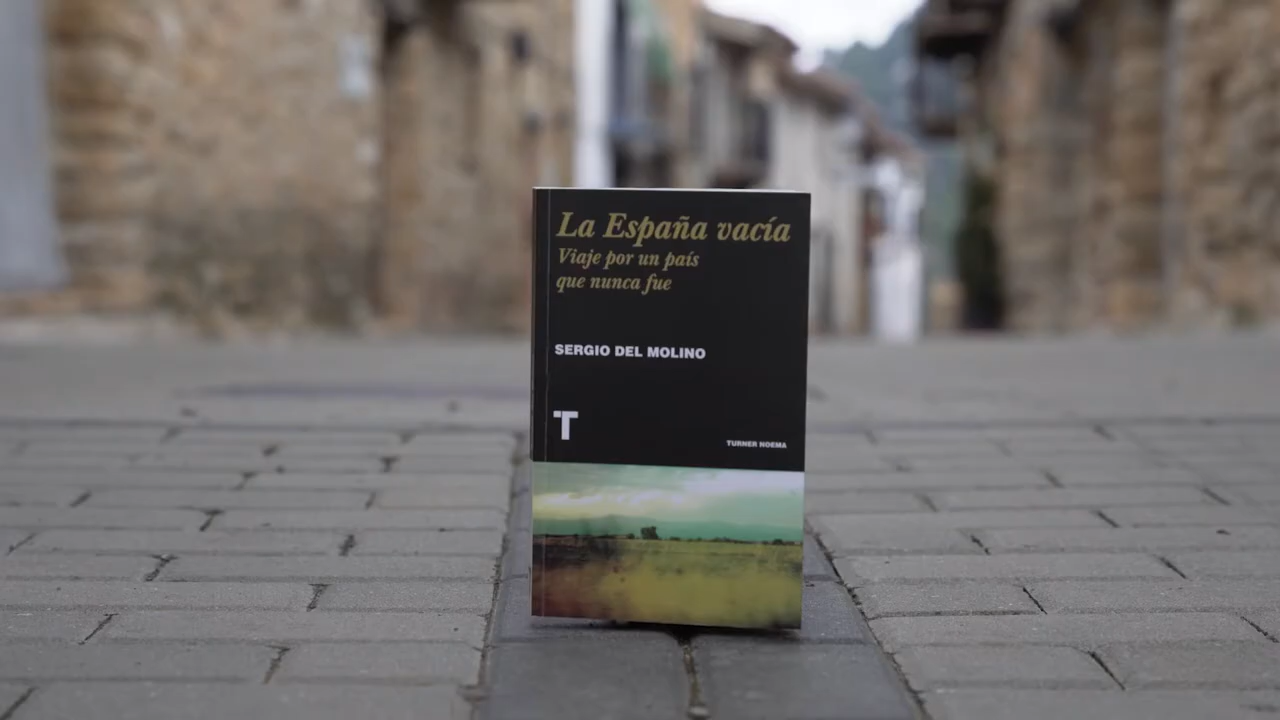 La España vacía
Viaje por un país
que nunca fue
SERGIO DEL MOLINO
T
TURNER NOEMA